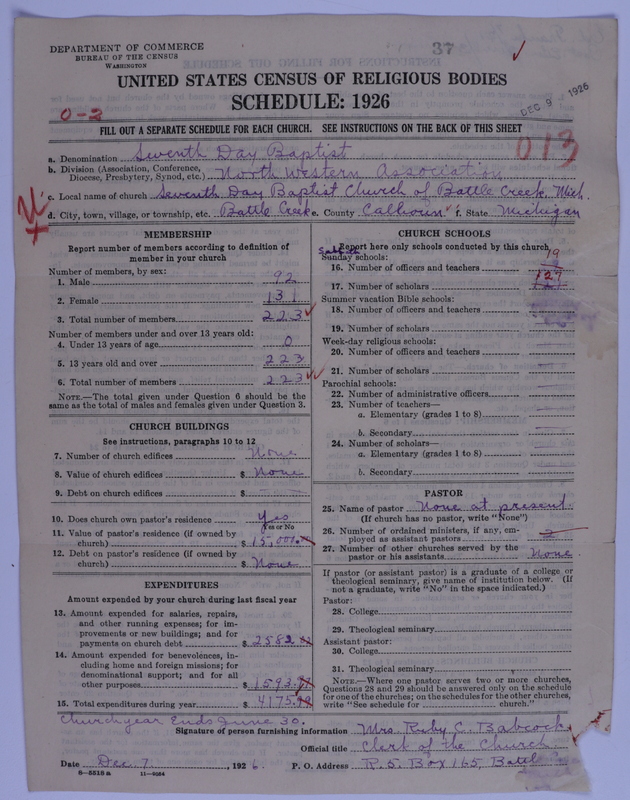 DEPARTMENT OF COMMERCE
BUREAU OF THE CENSUS
WASHINGTON
37
UNITED STATES CENSUS OF RELIGIOUS BODIES
SCHEDULE: 1926
DEC 9 1926
0-2
013
FILL OUT A SEPARATE SCHEDULE FOR EACH CHURCH. SEE INSTRUCTIONS ON THE BACK OF THIS SHEET
a. Denomination Seventh Day Baptist
b. Division (Association, Conference, Diocese, Presbytery, Synod, etc.) North Western Association
c. Local name of church Seventh Day Baptist Church of Battle Creek, Mich.
d. City, town, village, or township, etc. Battle Creek e. County Calhoun f. State Michigan
MEMBERSHIP
Report number of members according to definition of
member in your church
Number of members, by sex:
1. Male 92
2. Female 131
3. Total number of members 223
Number of members under and over 13 years old:
4. Under 13 years of age 0
5. 13 years old and over 223
6. Total number of members 223
NOTE.—The total given under Question 6 should be
same as the total of males and females given under Question 3.
CHURCH BUILDINGS
See instructions, paragraphs 10 to 12
7. Number of church edifices None
8. Value of church edifices $ None
9. Debt on church edifices $
10. Does church own pastor's residence Yes
Yes or No
11. Value of pastor's residence (if owned by
church) $ 15,000.
12. Debt on pastor's residence (if owned by
church) $ None
EXPENDITURES
Amount expended by your church during last fiscal year
13. Amount expended for salaries, repairs,
and other running expenses; for im-
provements or new buildings; and for
payments on church debt $ 2582
14. Amount expended for benevolences, in-
cluding home and foreign missions; for
denominational support; and for all
other purposes $ 1593
15. Total expenditures during year $ 4175
Church year Ends June 30.
CHURCH SCHOOLS
Report here only schools conducted by this church
Sabbath
Sunday schools:
16. Number of officers and teachers 19
17. Number of scholars 127
Summer vacation Bible schools:
18. Number of officers and teachers
19. Number of scholars
Week-day religious schools:
20. Number of officers and teachers
21. Number of scholars
Parochial schools:
22. Number of administrative officers
23. Number of teachers—
a. Elementary (grades 1 to 8)
b. Secondary
24. Number of scholars—
a. Elementary (grades 1 to 8)
b. Secondary
PASTOR
25. Name of pastor None at present.
(If church has no pastor, write "None")
26. Number of ordained ministers, if any, em-
ployed as assistant pastors 2
27. Number of other churches served by the
pastor or his assistants None
If pastor (or assistant pastor) is a graduate of a college or
theological seminary, give name of institution below. (If
not a graduate, write "No" in the space indicated.)
Pastor:
28. College
29. Theological seminary
Assistant pastor:
30. College
31. Theological seminary
NOTE.—Where one pastor serves two or more churches,
Questions 28 and 29 should be answered only on the schedule
for one of the churches; on the schedules for the other churches,
write "See schedule for church."
Signature of person furnishing information Mrs. Ruby C. Babcock
Official title Clerk of the Church
Date Dec. 7, 1926. P. O. Address R. 5. Box 165, Battle
8-5518 a 11-9054